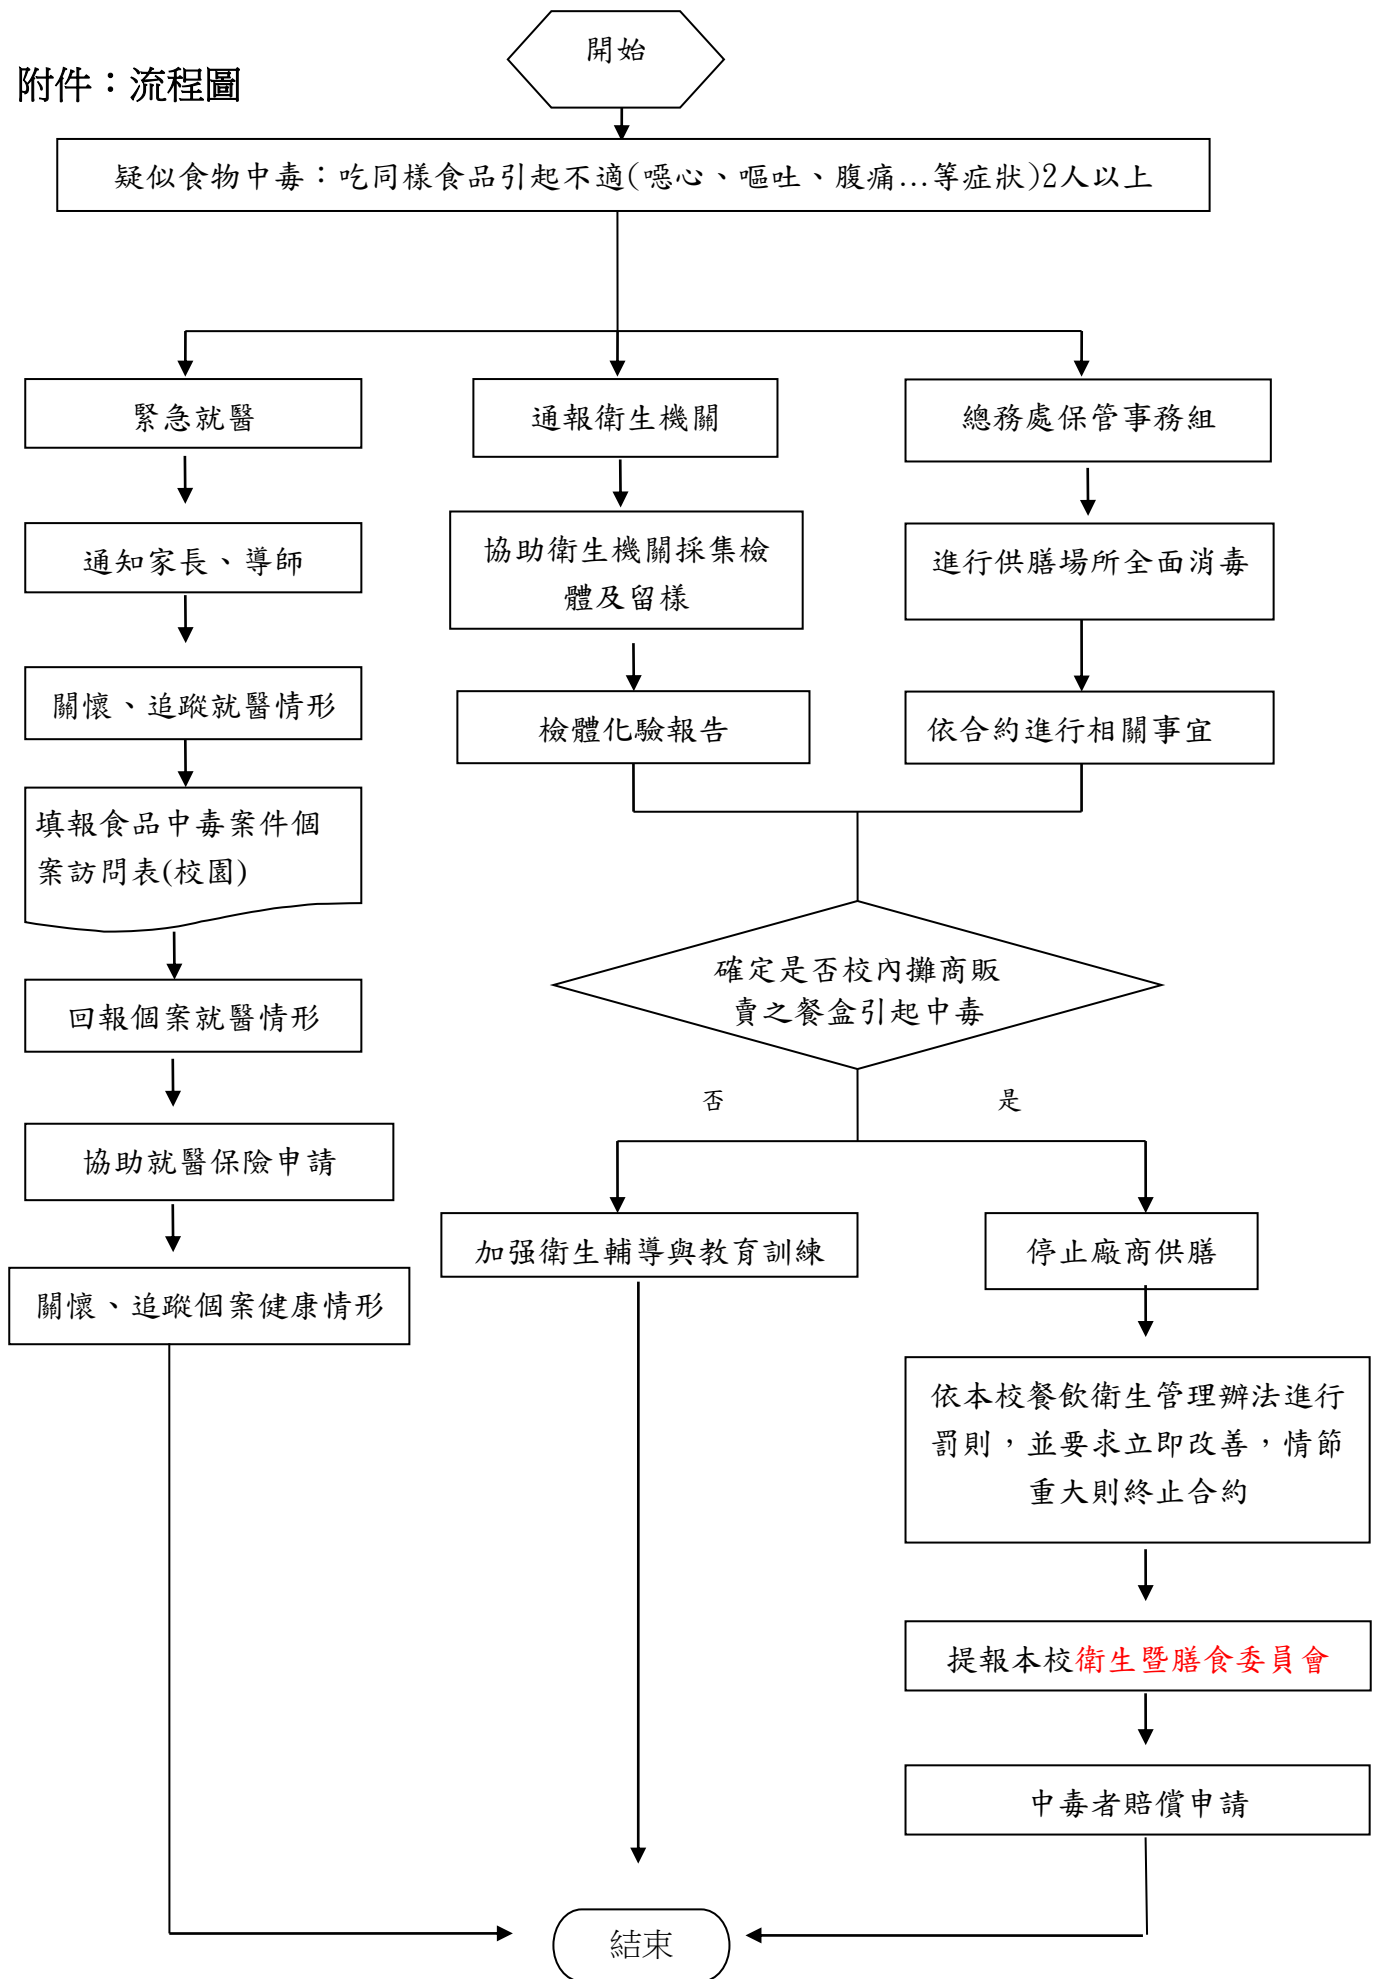 開始
附件：流程圖
疑似食物中毒：吃同樣食品引起不適(噁心、嘔吐、腹痛…等症狀)2人以上
緊急就醫
通報衛生機關
總務處保管事務組
通知家長、導師
協助衛生機關採集檢
體及留樣
進行供膳場所全面消毒
關懷、追蹤就醫情形
檢體化驗報告
依合約進行相關事宜
填報食品中毒案件個
案訪問表(校園)
確定是否校內攤商販
賣之餐盒引起中毒
回報個案就醫情形
否
是
協助就醫保險申請
加强衛生輔導與教育訓練
停止廠商供膳
關懷、追蹤個案健康情形
依本校餐飲衛生管理辦法進行
罰則，並要求立即改善，情節
重大則終止合約
提報本校衛生暨膳食委員會
中毒者賠償申請
結束